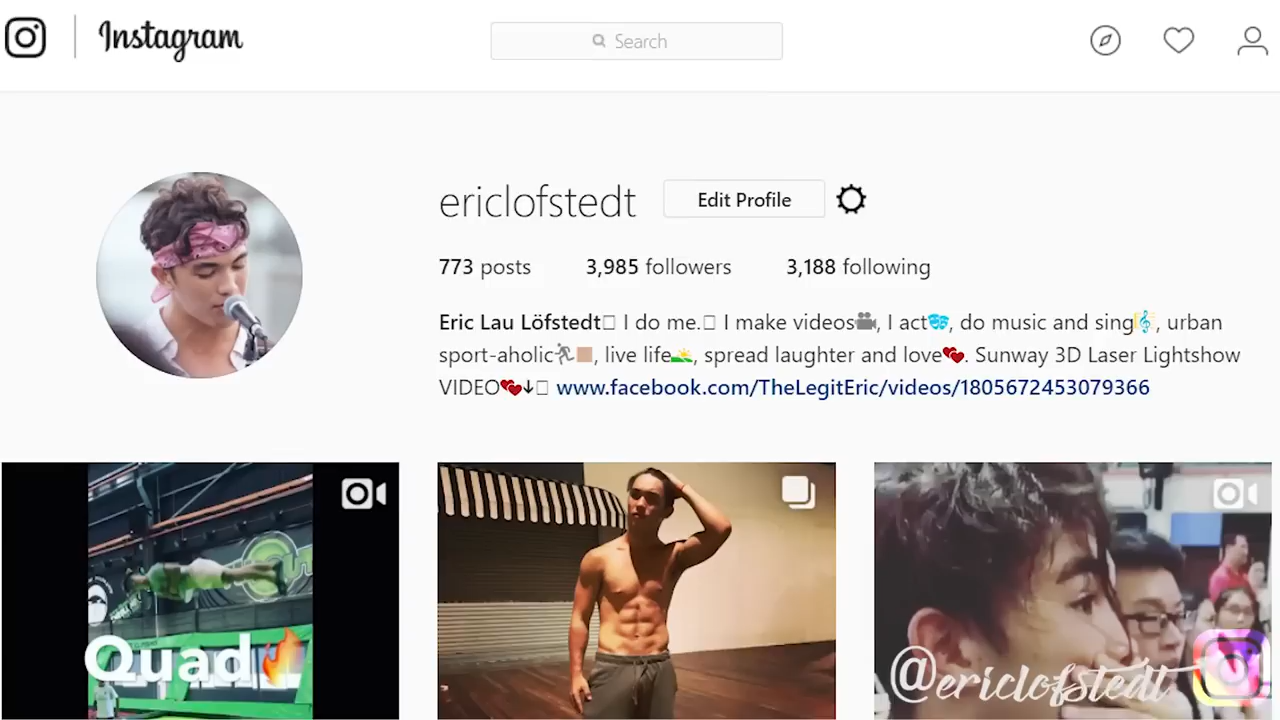 Instagram
Search
ericlofstedt
Edit Profile
773 posts 3,985 followers 3,188 following
Eric Lau Löfstedt I do me. I make videos🎥, I act🎭, do music and sing🎼, urban
sport-aholic🏃🏽, live life🌅, spread laughter and love💕. Sunway 3D Laser Lightshow
VIDEO💕↓ www.facebook.com/TheLegitEric/videos/1805672453079366
Quad🔥
@ericlofstedt